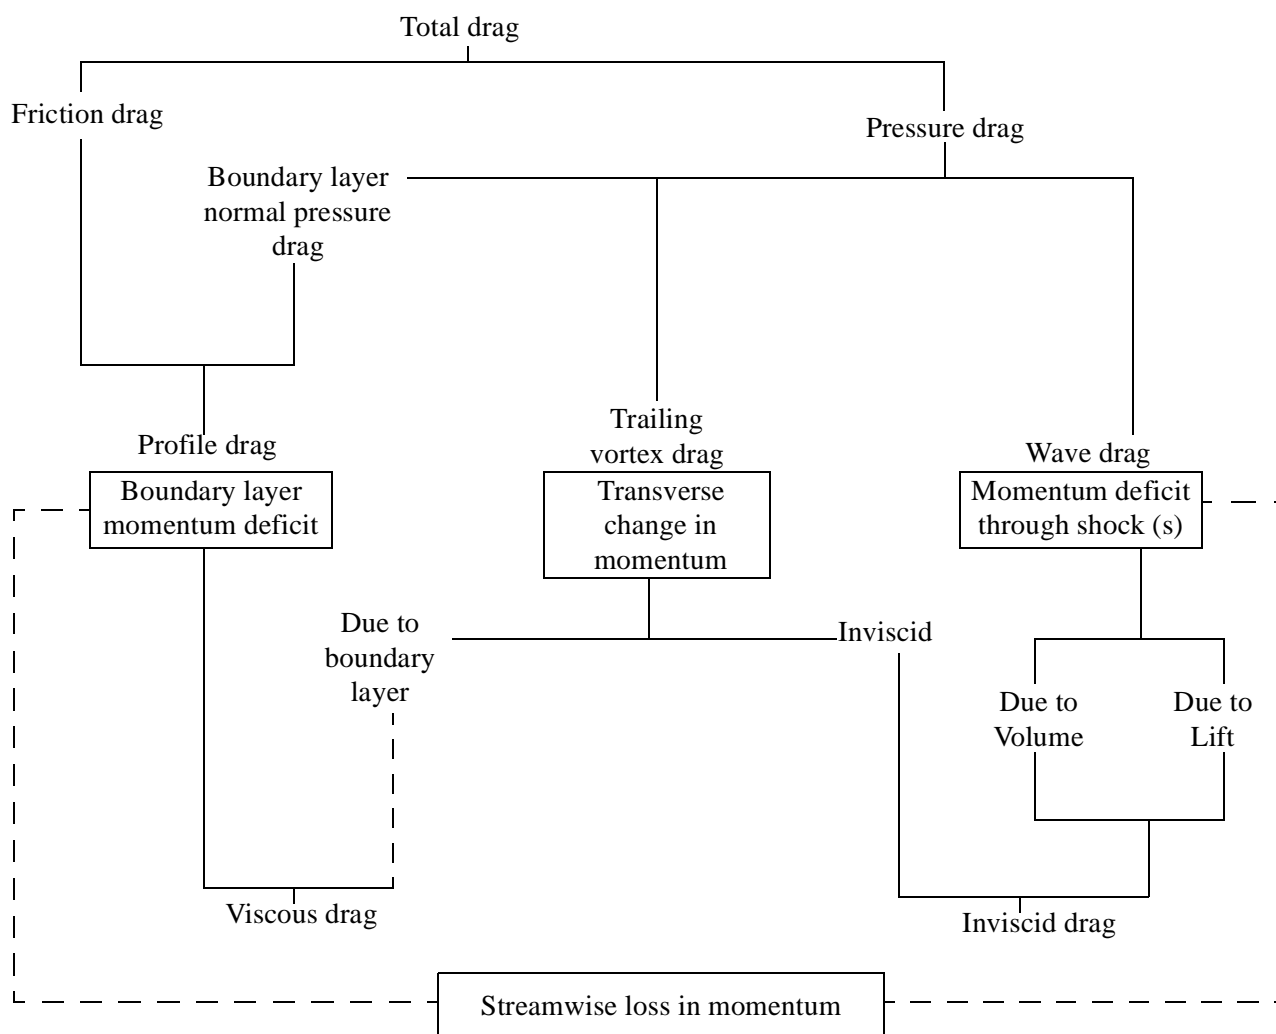 Total drag
Friction drag
Pressure drag
Boundary layer
normal pressure
drag
Profile drag
Boundary layer
momentum deficit
Trailing
vortex drag
Transverse
change in
momentum
Wave drag
Momentum deficit
through shock (s)
Due to
boundary
layer
Inviscid
Due to
Volume
Due to
Lift
Viscous drag
Inviscid drag
Streamwise loss in momentum